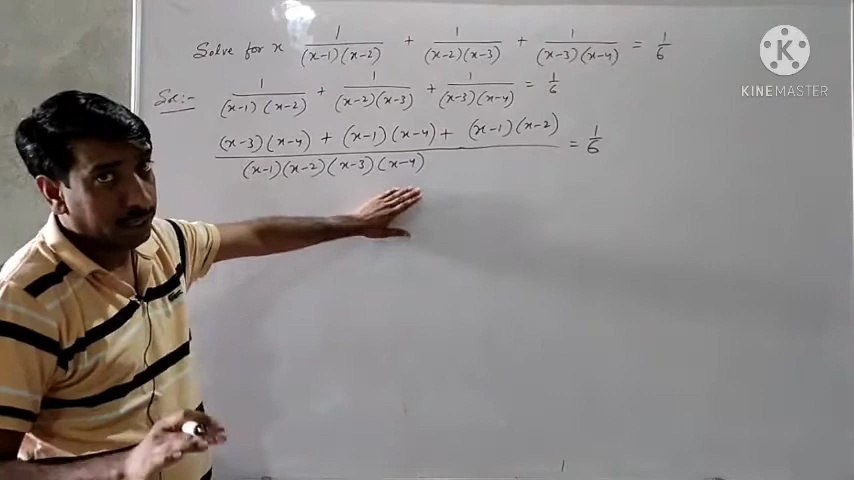 Solve for x 1/((x-1)(x-2)) + 1/((x-2)(x-3)) + 1/((x-3)(x-4)) = 1/6
K
KINEMASTER
Sol:- 1/((x-1)(x-2)) + 1/((x-2)(x-3)) + 1/((x-3)(x-4)) = 1/6
((x-3)(x-4) + (x-1)(x-4) + (x-1)(x-2))/((x-1)(x-2)(x-3)(x-4)) = 1/6